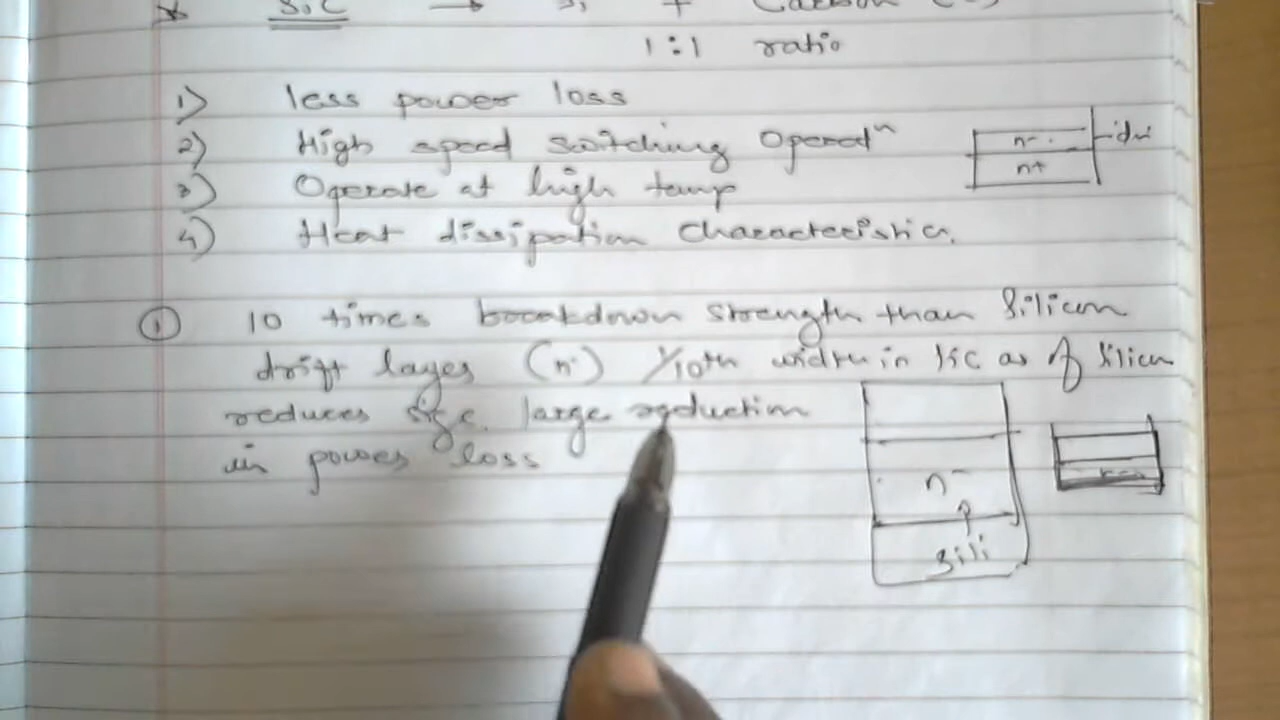 SiC → Si + Carbon (C)
1:1 ratio
1) less power loss
2) High speed switching Operatⁿ
3) Operate at high temp
4) Heat dissipation characteristics.
n-
n+
① 10 times breakdown strength than Silicon
drift layer (n-) 1/10th width in SiC as of Silicon
reduces size. large reduction
in power loss
n-
p
Sili